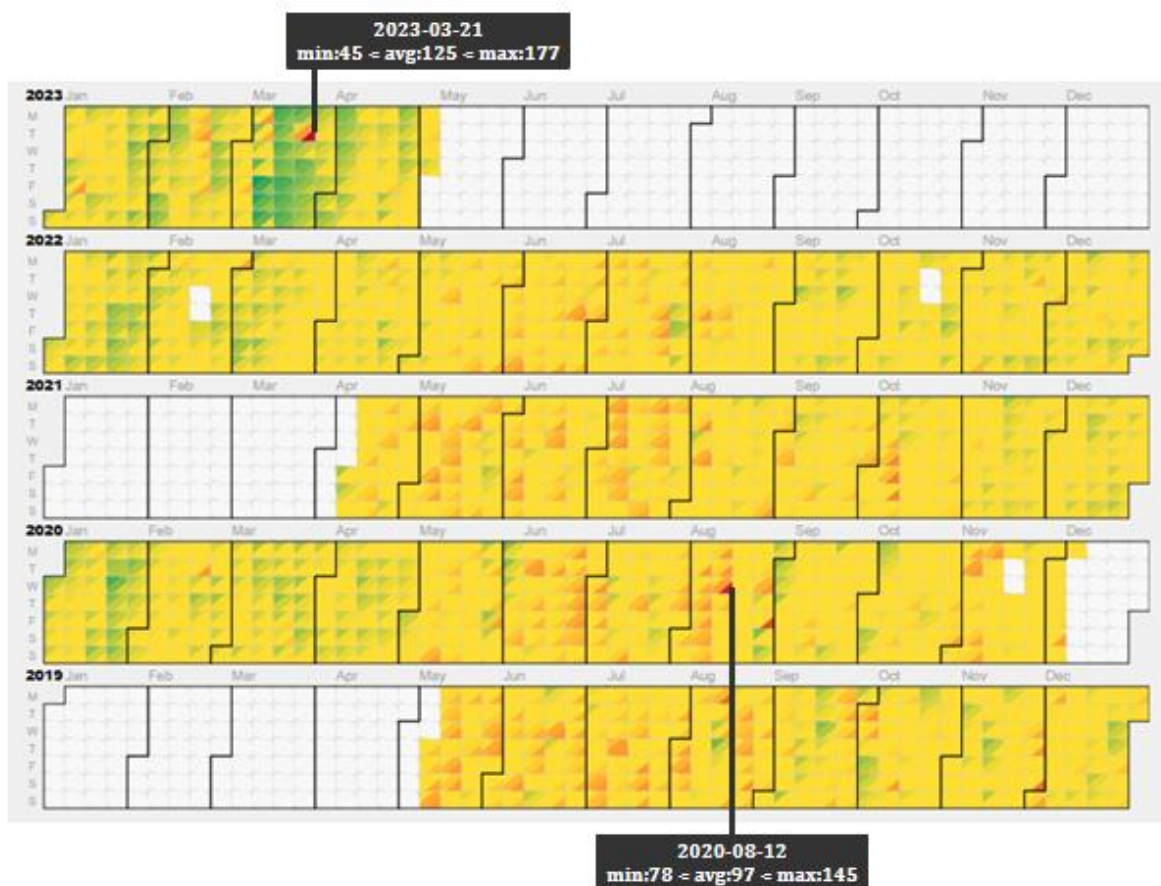 2023-03-21
min:45 < avg:125 < max:177
2023 Jan Feb Mar Apr May Jun Jul Aug Sep Oct Nov Dec
M
T
W
T
F
S
S
2022 Jan Feb Mar Apr May Jun Jul Aug Sep Oct Nov Dec
M
T
W
T
F
S
S
2021 Jan Feb Mar Apr May Jun Jul Aug Sep Oct Nov Dec
M
T
W
T
F
S
S
2020 Jan Feb Mar Apr May Jun Jul Aug Sep Oct Nov Dec
M
T
W
T
F
S
S
2019 Jan Feb Mar Apr May Jun Jul Aug Sep Oct Nov Dec
M
T
W
T
F
S
S
2020-08-12
min:78 < avg:97 < max:145